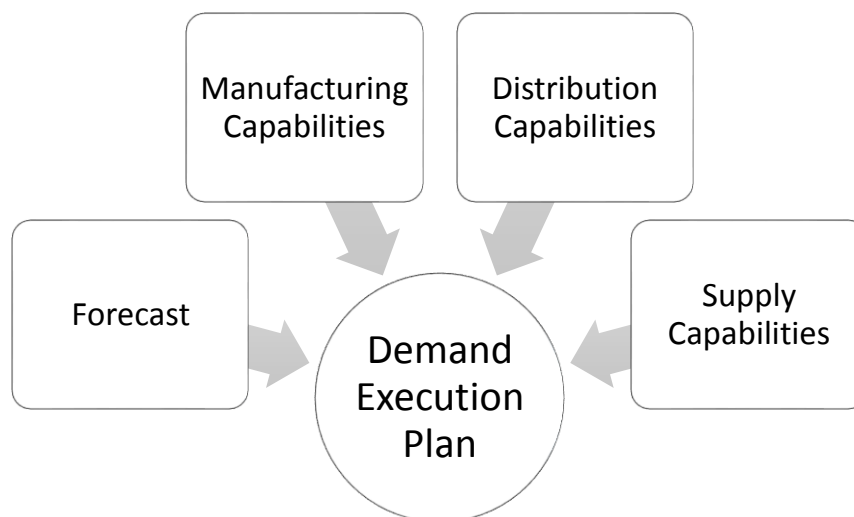 Manufacturing
Capabilities
Distribution
Capabilities
Forecast
Supply
Capabilities
Demand
Execution
Plan